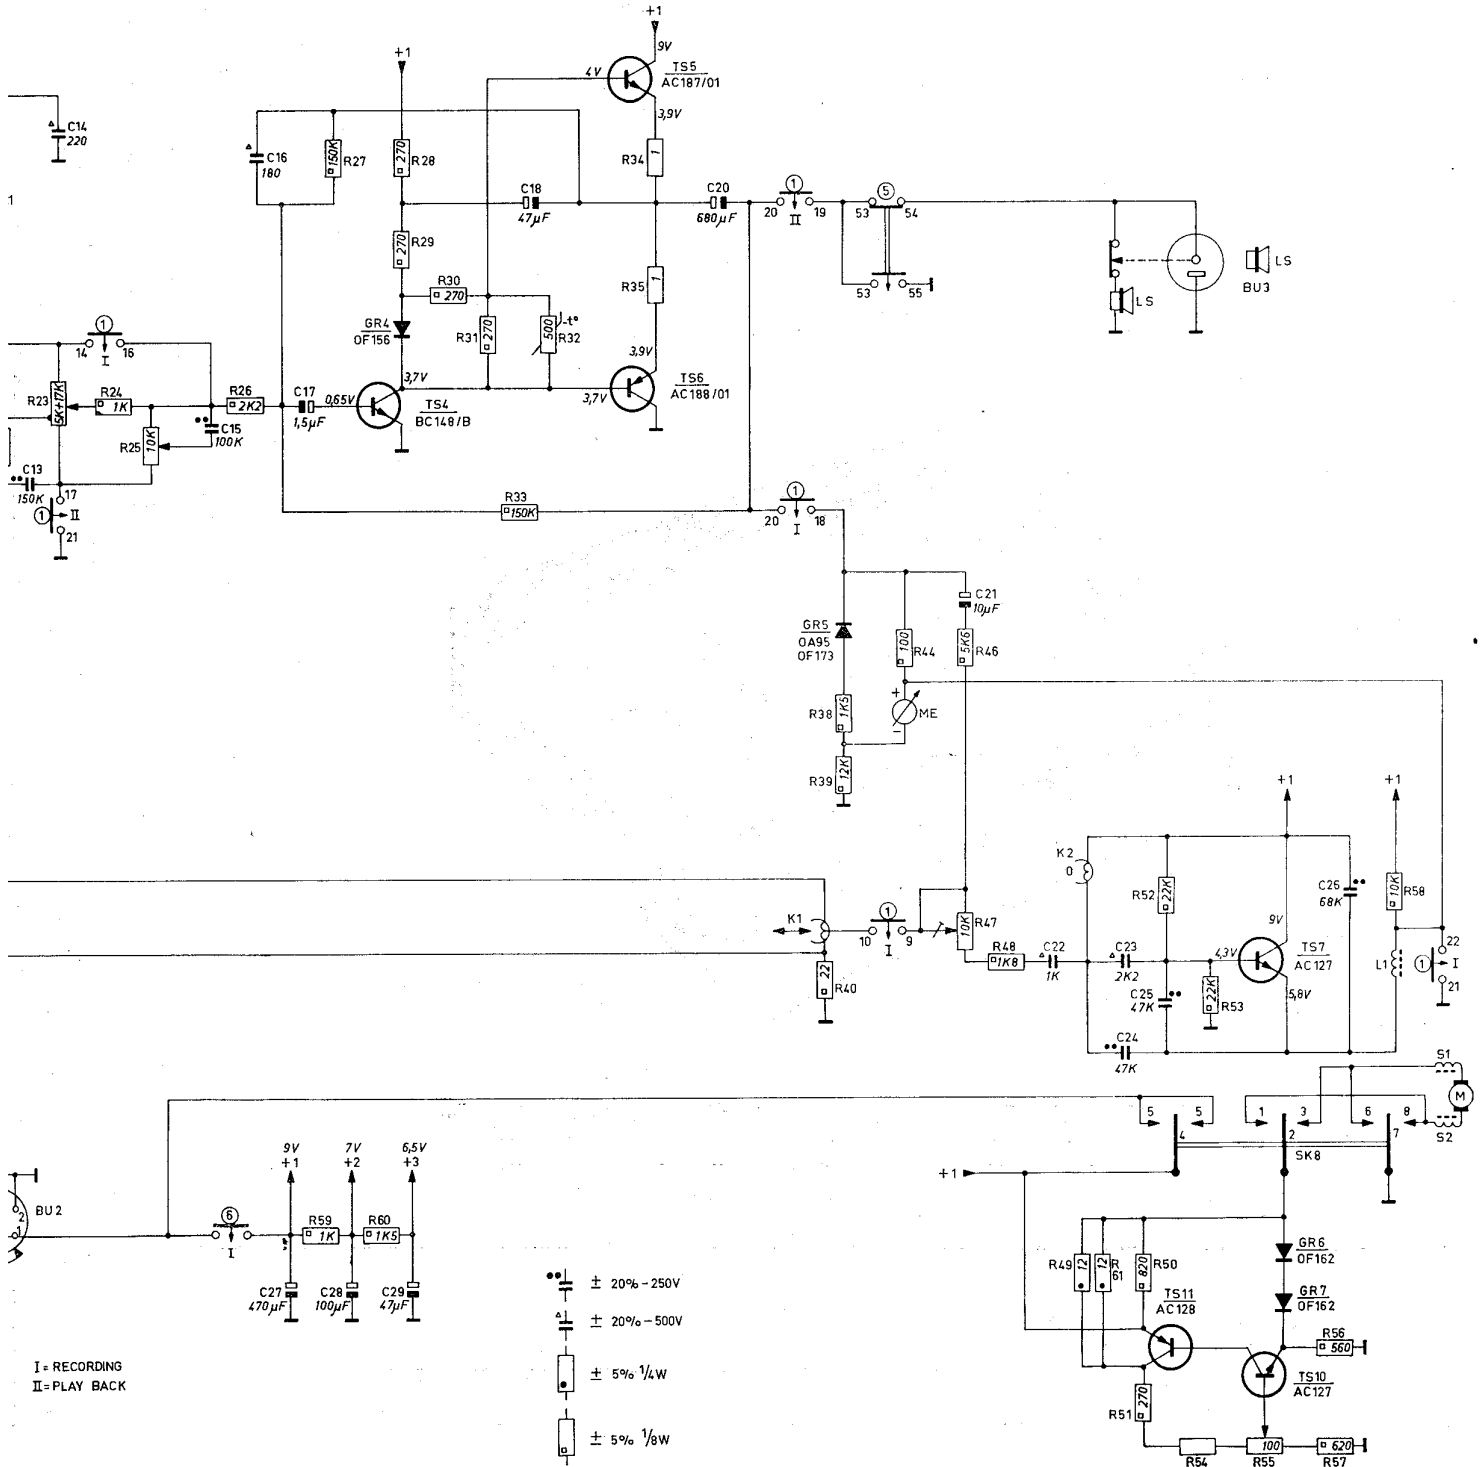 +1
9V
TS5
AC187/01
4V
3,9V
+1
C14
220
C16
180
150K
R27
270
R28
1
R34
1
C18
47µF
C20
680µF
1
20
19
II
5
53
54
270
R29
R30
270
R35
1
53
55
LS
BU3
LS
GR4
OF156
R31
270
500
-t°
R32
1
14
16
I
3,9V
3,7V
TS6
AC188/01
3,7V
R23
5K+17K
R24
1K
R26
2K2
C17
1,5µF
0,65V
TS4
BC148/B
R25
10K
C15
100K
C13
150K
17
1
II
21
R33
150K
1
20
18
I
C21
10µF
GR5
OA95
OF173
100
R44
5K6
R46
R38
1K5
+
ME
-
R39
12K
+1
+1
K2
0
R52
22K
C26
68K
10K
R58
K1
1
10
9
I
R47
10K
9V
R48
1K8
C22
1K
C23
2K2
4,3V
TS7
AC127
L1
22
1
I
21
22
R40
C25
47K
22K
R53
5,8V
C24
47K
S1
M
S2
5
5
4
1
3
2
SK8
6
8
7
+1
9V
+1
7V
+2
6,5V
+3
BU2
2
1
6
I
R59
1K
R60
1K5
C27
470µF
C28
100µF
C29
47µF
R49
12
12
R
61
820
R50
GR6
OF162
GR7
OF162
TS11
AC128
R56
560
TS10
AC127
R51
270
R54
100
R55
620
R57
± 20%-250V
± 20%-500V
± 5% 1/4W
± 5% 1/8W
I = RECORDING
II = PLAY BACK